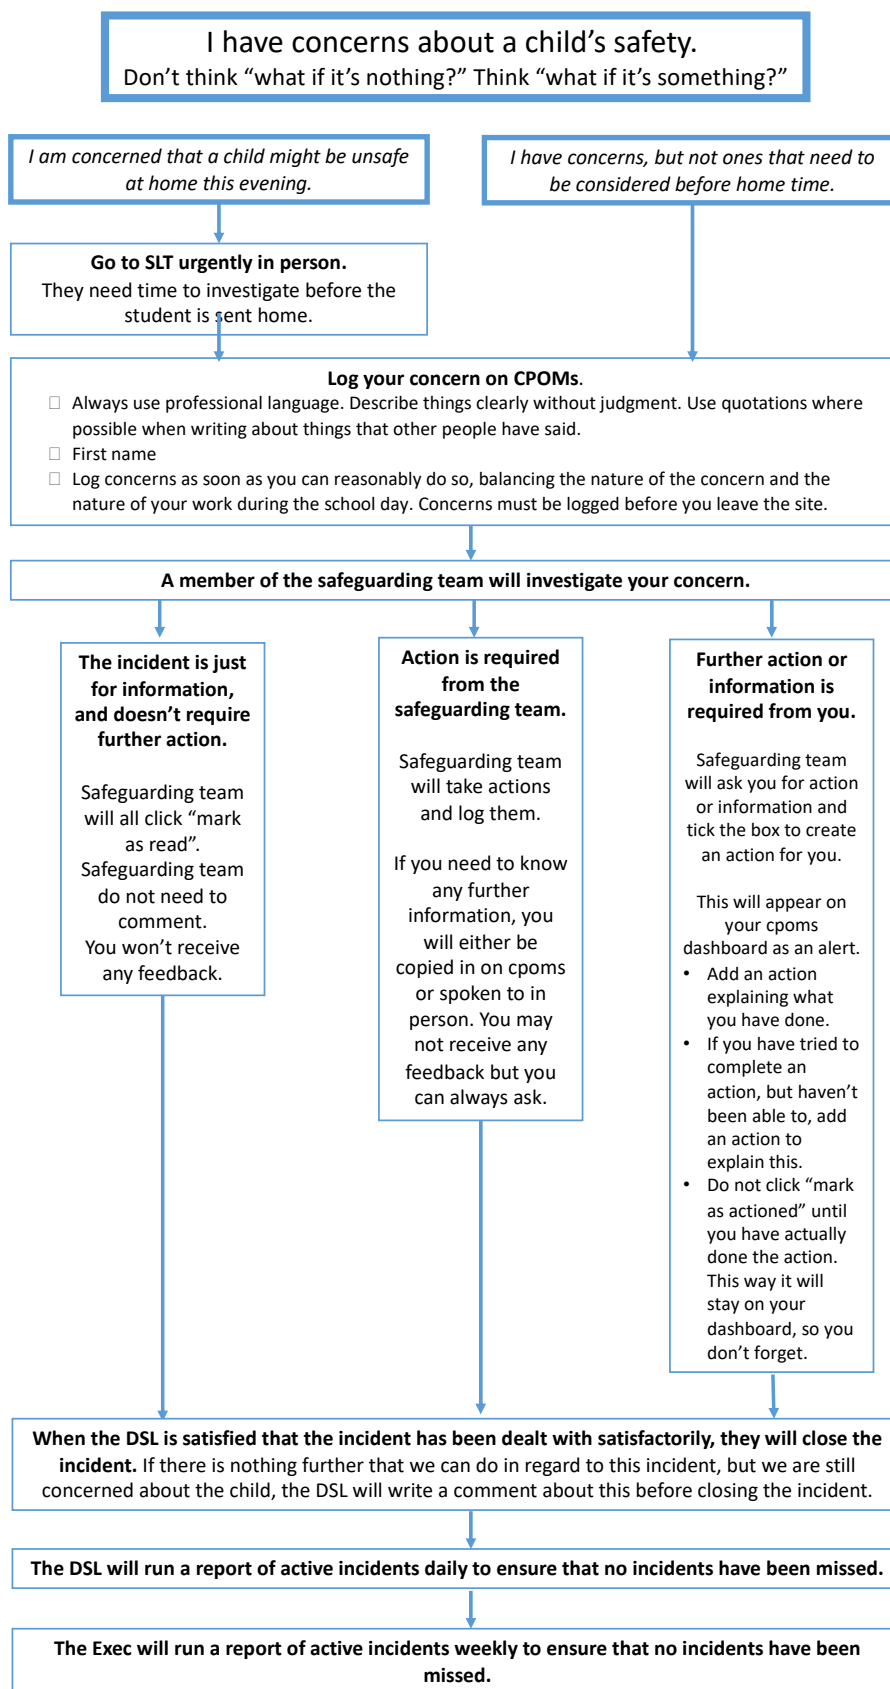 I have concerns about a child’s safety.
Don’t think “what if it’s nothing?” Think “what if it’s something?”
I am concerned that a child might be unsafe
at home this evening.
I have concerns, but not ones that need to
be considered before home time.
Go to SLT urgently in person.
They need time to investigate before the
student is sent home.
Log your concern on CPOMs.
Always use professional language. Describe things clearly without judgment. Use quotations where
possible when writing about things that other people have said.
First name
Log concerns as soon as you can reasonably do so, balancing the nature of the concern and the
nature of your work during the school day. Concerns must be logged before you leave the site.
A member of the safeguarding team will investigate your concern.
The incident is just
for information,
and doesn’t require
further action.
Safeguarding team
will all click “mark
as read”.
Safeguarding team
do not need to
comment.
You won’t receive
any feedback.
Action is required
from the
safeguarding team.
Safeguarding team
will take actions
and log them.
If you need to know
any further
information, you
will either be
copied in on cpoms
or spoken to in
person. You may
not receive any
feedback but you
can always ask.
Further action or
information is
required from you.
Safeguarding team
will ask you for action
or information and
tick the box to create
an action for you.
This will appear on
your cpoms
dashboard as an alert.
• Add an action
explaining what
you have done.
• If you have tried to
complete an
action, but haven’t
been able to, add
an action to
explain this.
• Do not click “mark
as actioned” until
you have actually
done the action.
This way it will
stay on your
dashboard, so you
don’t forget.
When the DSL is satisfied that the incident has been dealt with satisfactorily, they will close the
incident. If there is nothing further that we can do in regard to this incident, but we are still
concerned about the child, the DSL will write a comment about this before closing the incident.
The DSL will run a report of active incidents daily to ensure that no incidents have been missed.
The Exec will run a report of active incidents weekly to ensure that no incidents have been
missed.